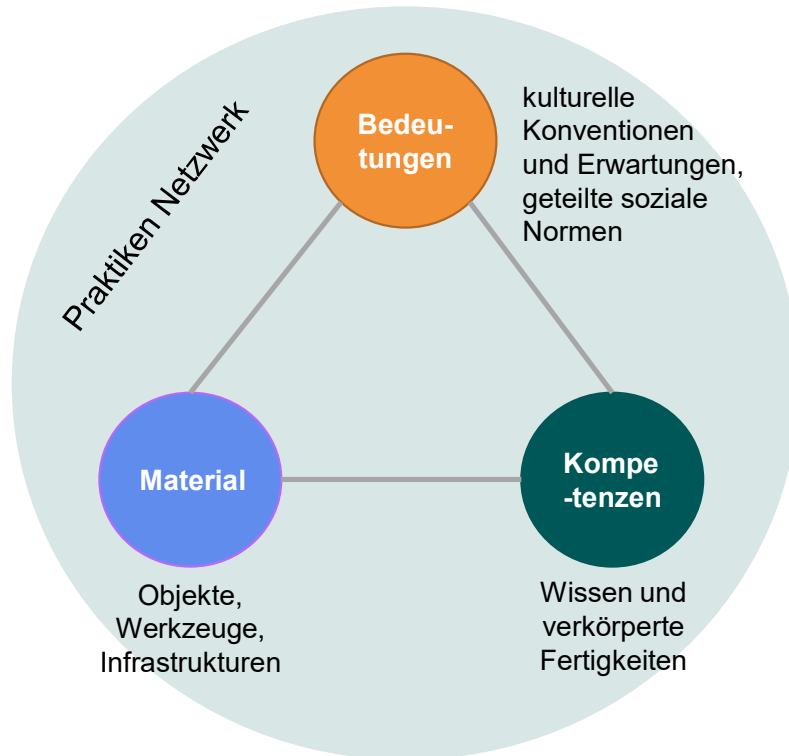 Praktiken Netzwerk
Bedeu-
tungen
kulturelle
Konventionen
und Erwartungen,
geteilte soziale
Normen
Material
Objekte,
Werkzeuge,
Infrastrukturen
Kompe
-tenzen
Wissen und
verkörperte
Fertigkeiten